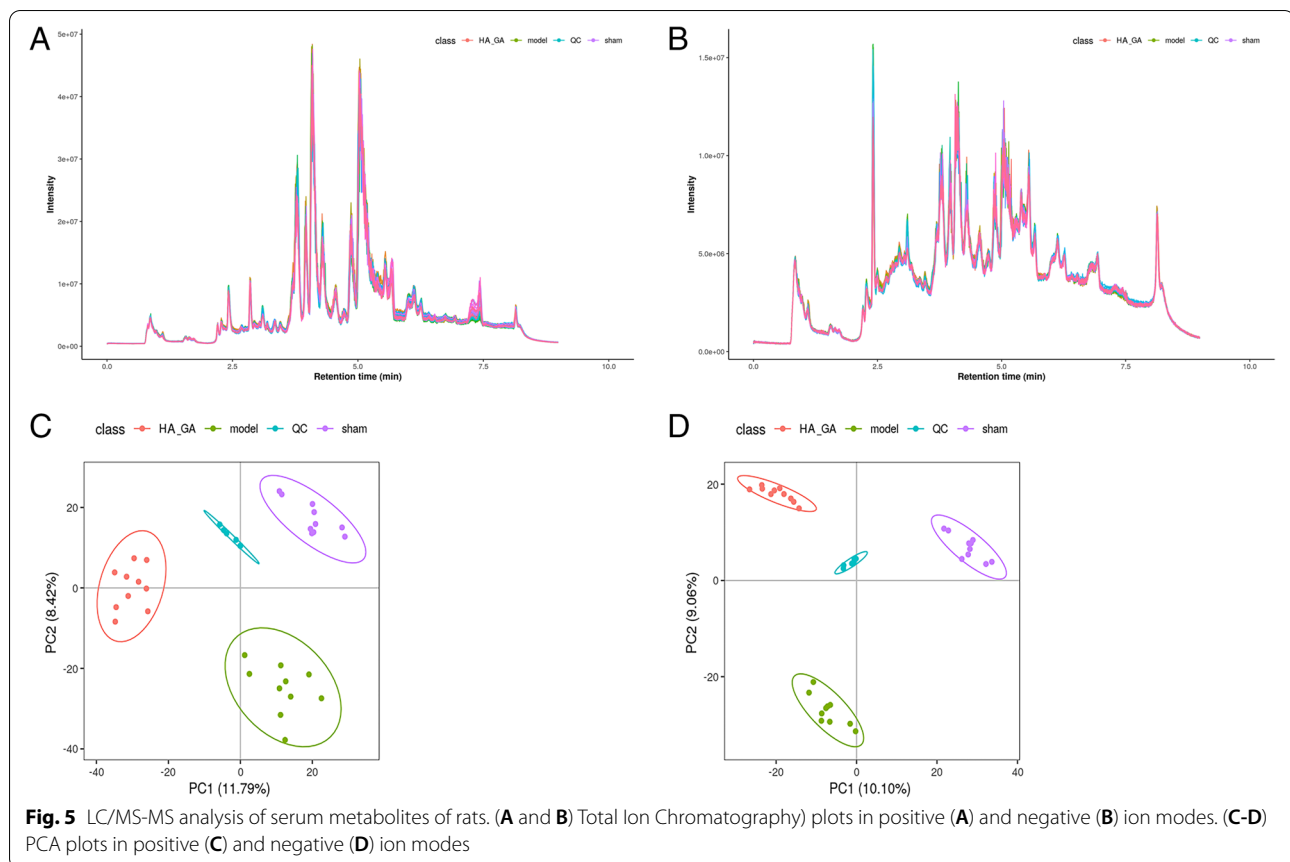 A
class HA_GA model QC sham
5e+07
4e+07
3e+07
2e+07
1e+07
0e+00
Intensity
0.0 2.5 5.0 7.5 10.0
Retention time (min)
B
class HA_GA model QC sham
1.5e+07
1.0e+07
5.0e+06
0.0e+00
Intensity
0.0 2.5 5.0 7.5 10.0
Retention time (min)
C
class HA_GA model QC sham
20
0
-20
-40
PC2 (8.42%)
-40 -20 0 20
PC1 (11.79%)
D
class HA_GA model QC sham
20
0
-20
PC2 (9.06%)
-20 0 20 40
PC1 (10.10%)
Fig. 5 LC/MS-MS analysis of serum metabolites of rats. (A and B) Total Ion Chromatography) plots in positive (A) and negative (B) ion modes. (C-D)
PCA plots in positive (C) and negative (D) ion modes